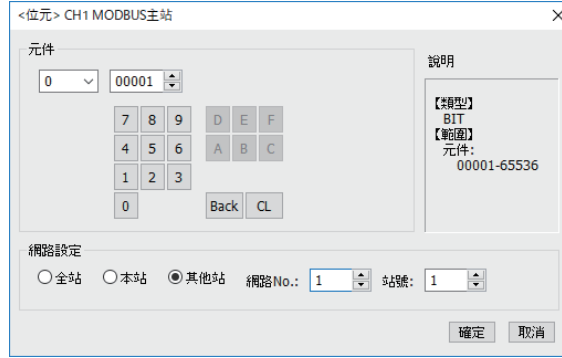 <位元> CH1 MODBUS主站
元件
0 00001
7 8 9 D E F
4 5 6 A B C
1 2 3
0 Back CL
說明
【類型】
BIT
【範圍】
元件:
00001-65536
網路設定
全站 本站 其他站 網路No.: 1 站號: 1
確定 取消